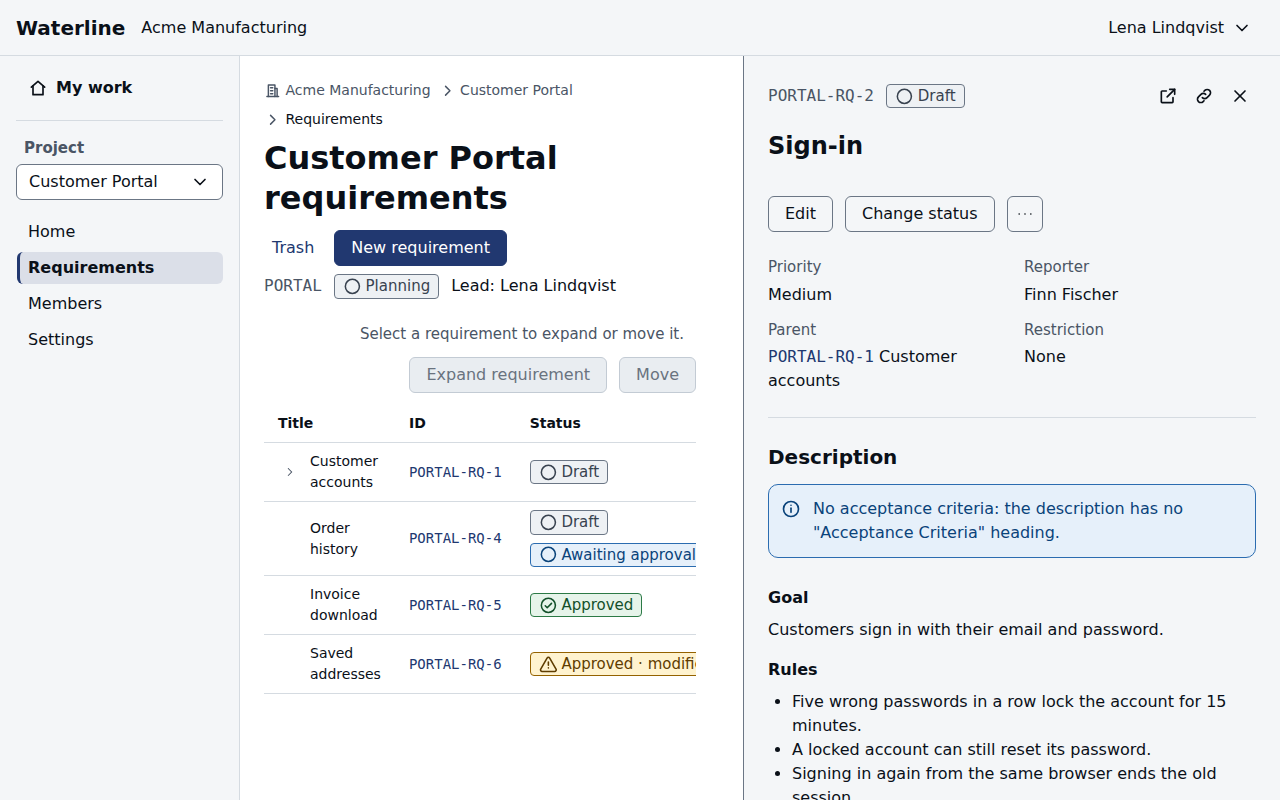 Waterline Acme Manufacturing
Lena Lindqvist
My work
Project
Customer Portal
Home
Requirements
Members
Settings
Acme Manufacturing Customer Portal
Requirements
Customer Portal
requirements
Trash New requirement
PORTAL Planning Lead: Lena Lindqvist
Select a requirement to expand or move it.
Expand requirement Move
Title ID Status
Customer
accounts
PORTAL-RQ-1 Draft
Order
history
PORTAL-RQ-4 Draft
Awaiting approval
Invoice
download
PORTAL-RQ-5 Approved
Saved
addresses
PORTAL-RQ-6 Approved ·
PORTAL-RQ-2 Draft
Sign-in
Edit Change status ...
Priority Reporter
Medium Finn Fischer
Parent Restriction
PORTAL-RQ-1 Customer
accounts
None
Description
No acceptance criteria: the description has no
"Acceptance Criteria" heading.
Goal
Customers sign in with their email and password.
Rules
• Five wrong passwords in a row lock the account for 15
minutes.
• A locked account can still reset its password.
• Signing in again from the same browser ends the old
session